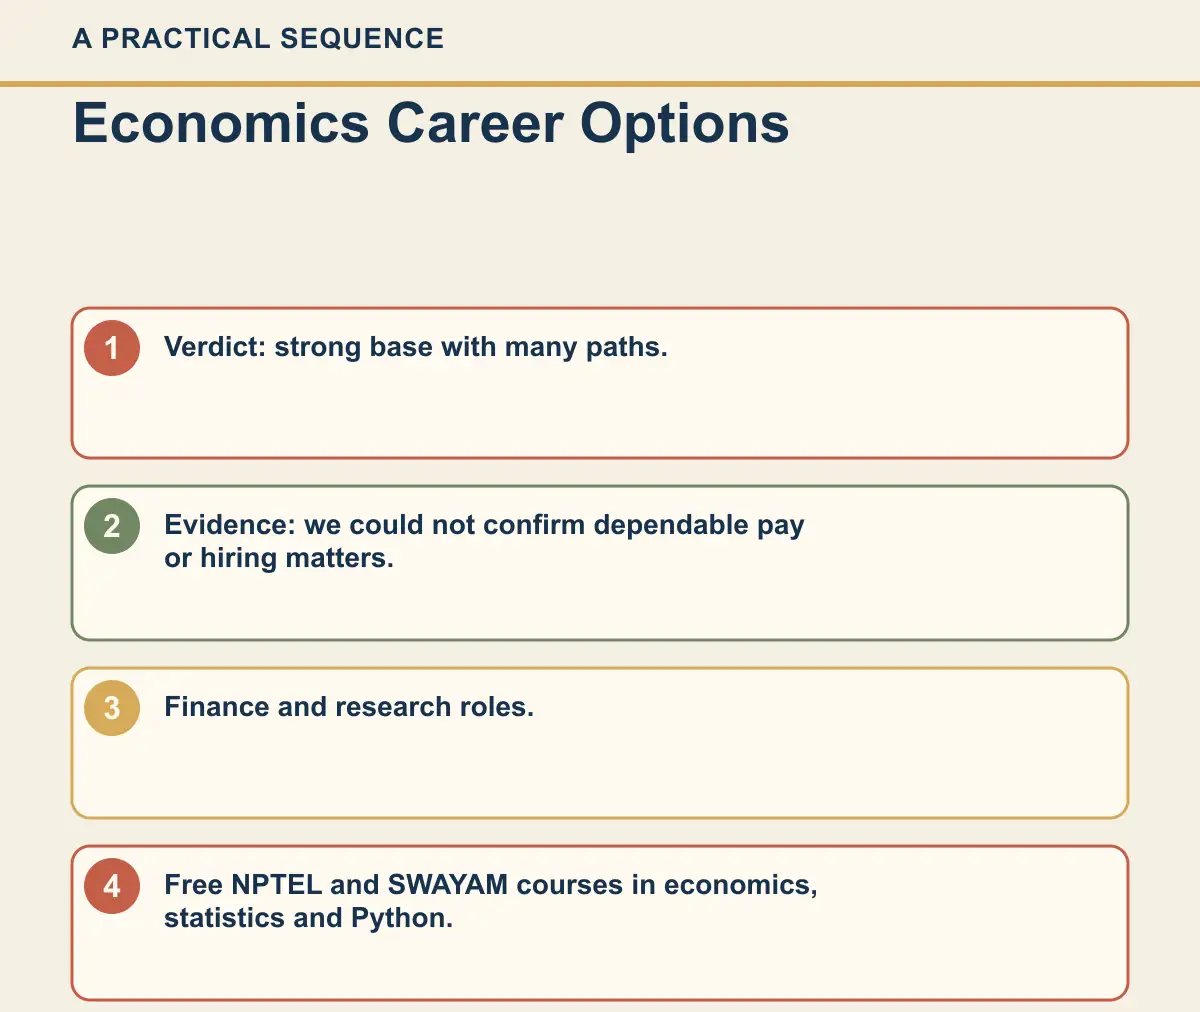 A PRACTICAL SEQUENCE
Economics Career Options
1
Verdict: strong base with many paths.
2
Evidence: we could not confirm dependable pay
or hiring matters.
3
Finance and research roles.
4
Free NPTEL and SWAYAM courses in economics,
statistics and Python.